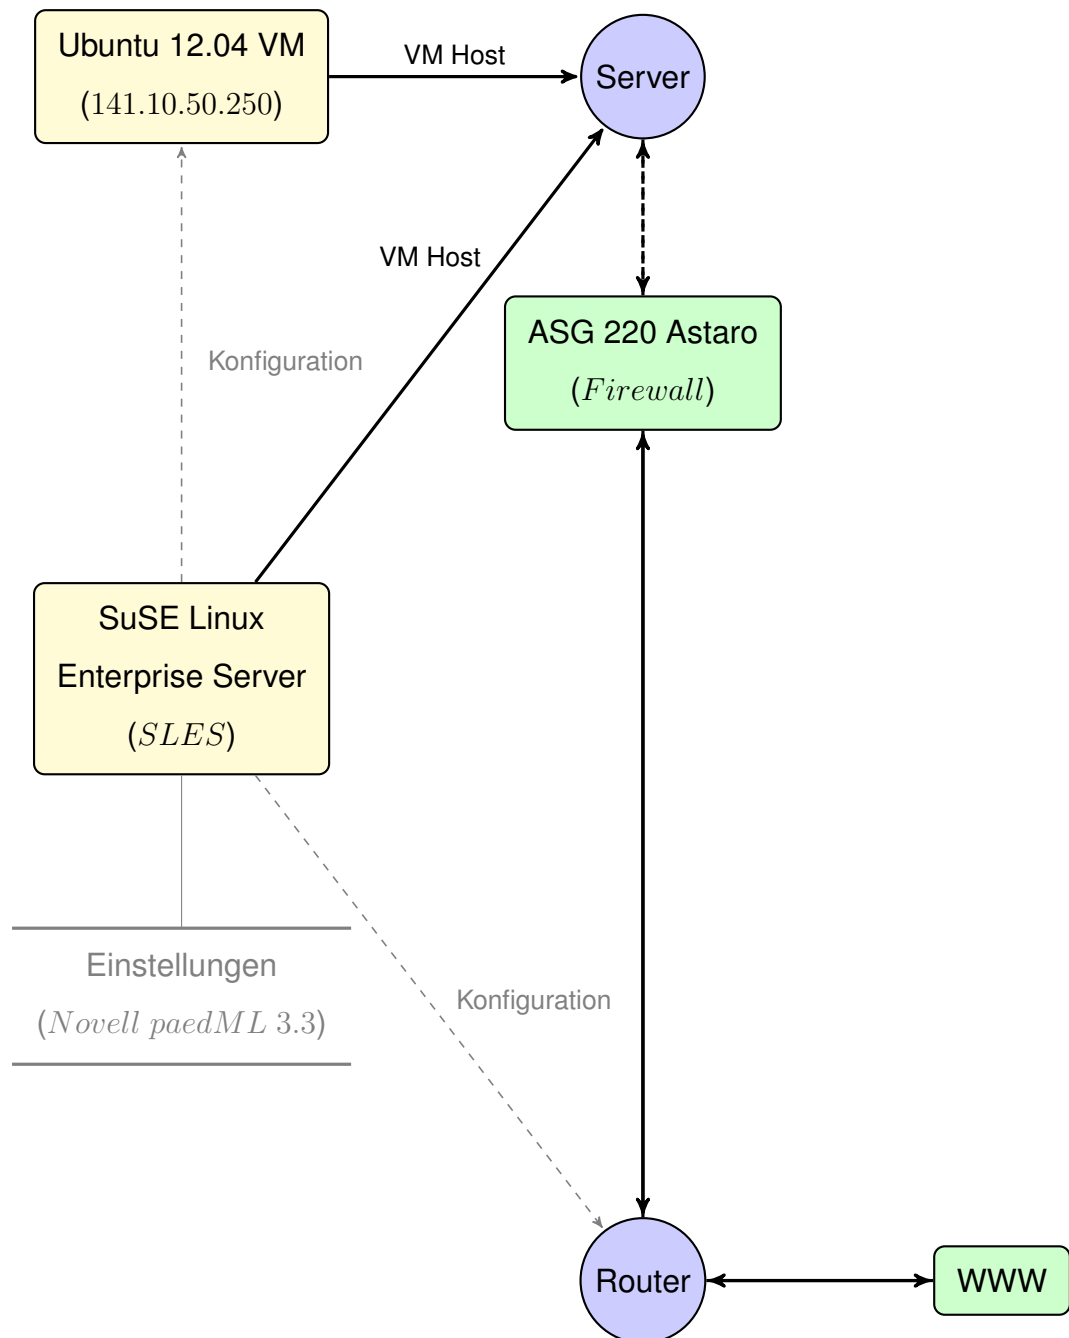 Ubuntu 12.04 VM
(141.10.50.250)
VM Host
Server
VM Host
ASG 220 Astaro
(Firewall)
Konfiguration
SuSE Linux
Enterprise Server
(SLES)
Einstellungen
(Novell paedML 3.3)
Konfiguration
Router
WWW